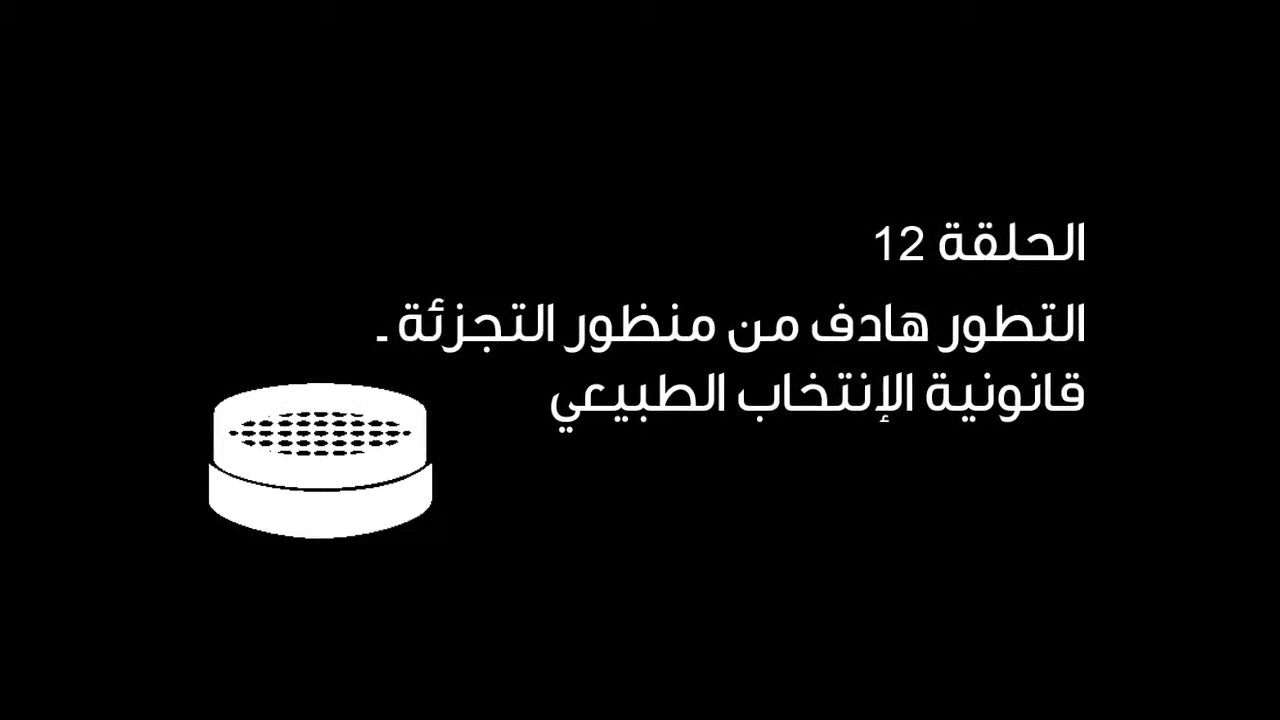 الحلقة 12
التطور هادف من منظور التجزئة -
قانونية الإنتخاب الطبيعي